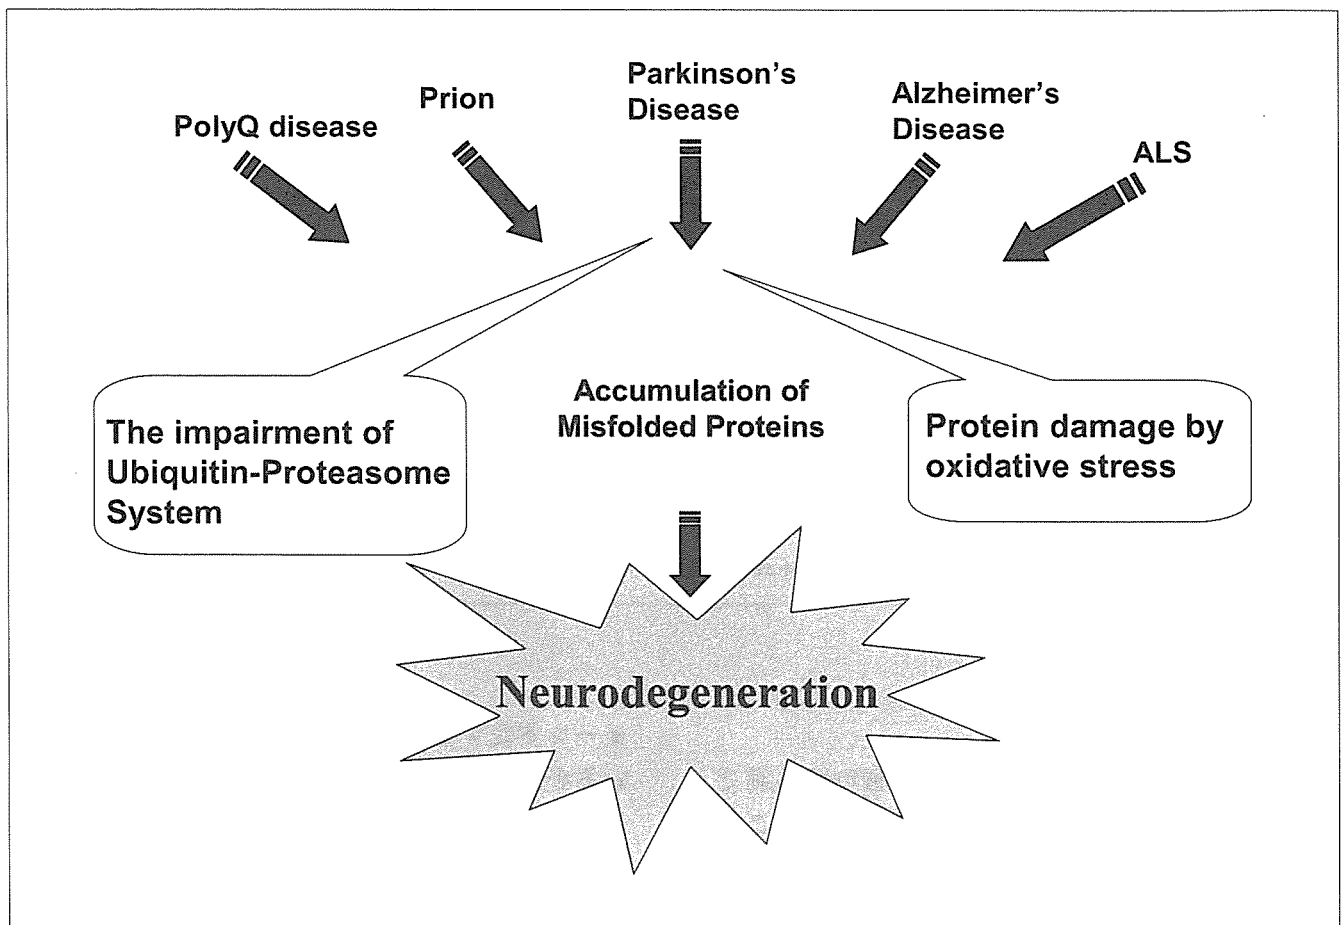 PolyQ disease
Prion
Parkinson's
Disease
Alzheimer's
Disease
ALS
The impairment of
Ubiquitin-Proteasome
System
Accumulation of
Misfolded Proteins
Protein damage by
oxidative stress
Neurodegeneration